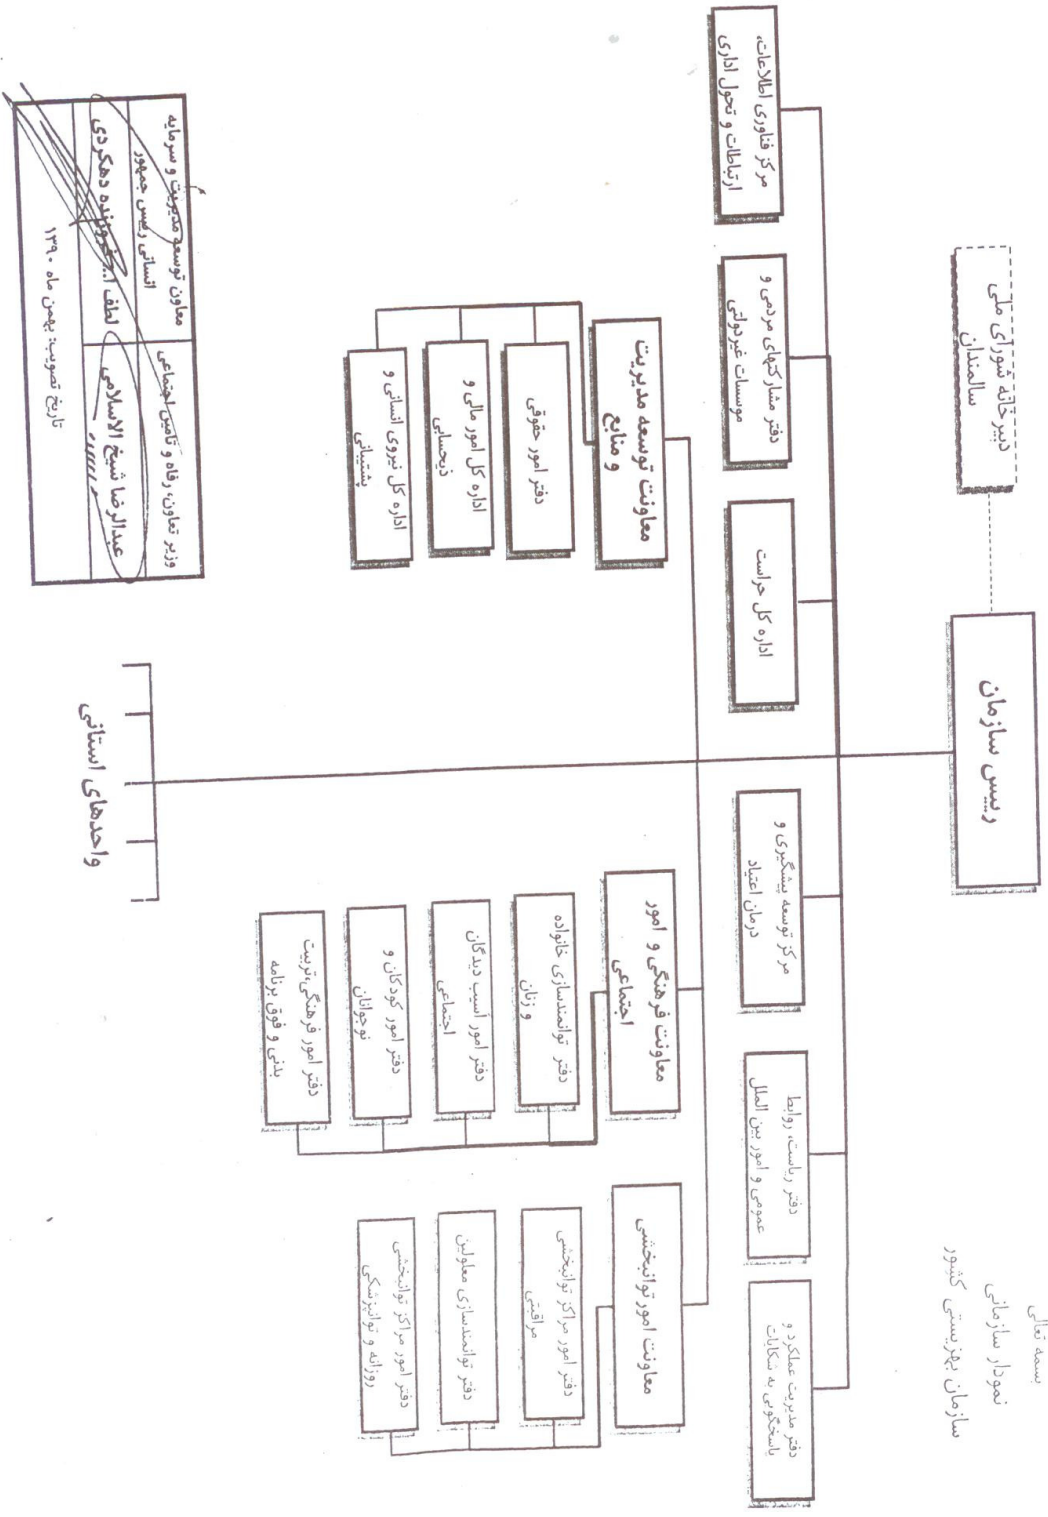 بسمه تعالی
نمودار سازمانی
سازمان بهزیستی کشور
رییس سازمان
دبیرخانه شورای ملی
سالمندان
دفتر مدیریت عملکرد و
پاسخگویی به شکایات
دفتر ریاست، روابط
عمومی و امور بین الملل
مرکز توسعه پیشگیری و
درمان اعتیاد
اداره کل حراست
دفتر مشارکتهای مردمی و
موسسات غیردولتی
مرکز فناوری اطلاعات،
ارتباطات و تحول اداری
معاونت امور توانبخشی
دفتر امور مراکز توانبخشی
مراقبتی
دفتر توانمندسازی معلولین
دفتر امور مراکز توانبخشی
روزانه و توانپزشکی
معاونت فرهنگی و امور
اجتماعی
دفتر توانمندسازی خانواده
و زنان
دفتر امور آسیب دیدگان
اجتماعی
دفتر امور کودکان و
نوجوانان
دفتر امور فرهنگی،تربیت
بدنی و فوق برنامه
معاونت توسعه مدیریت
و منابع
دفتر امور حقوقی
اداره کل امور مالی و
ذیحسابی
اداره کل نیروی انسانی و
پشتیبانی
واحدهای استانی
وزیر تعاون، رفاه و تامین اجتماعی
عبدالرضا شیخ الاسلامی
معاون توسعه مدیریت و سرمایه
انسانی رییس جمهور
لطف ا.. فروزنده دهکردی
تاریخ تصویب: بهمن ماه ۱۳۹۰